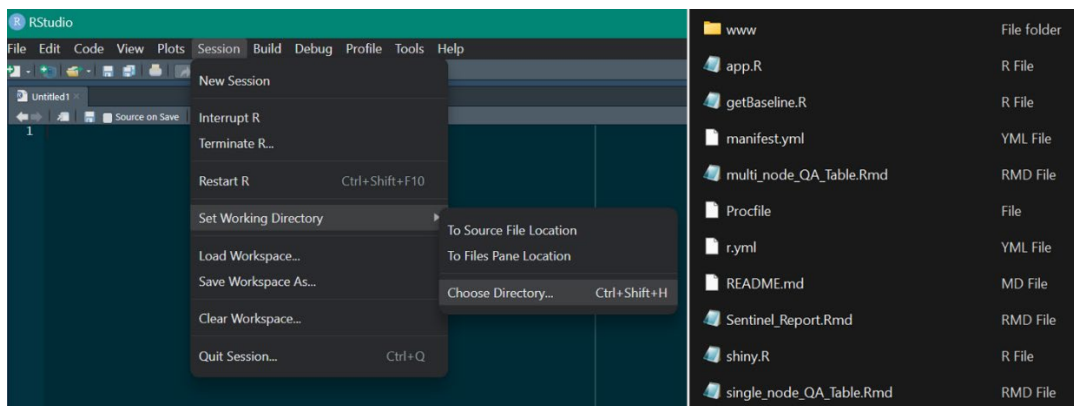 RStudio
File Edit Code View Plots Session Build Debug Profile Tools Help
Untitled1
Source on Save
1
New Session
Interrupt R
Terminate R...
Restart R Ctrl+Shift+F10
Set Working Directory
Load Workspace...
Save Workspace As...
Clear Workspace...
Quit Session... Ctrl+Q
To Source File Location
To Files Pane Location
Choose Directory... Ctrl+Shift+H
www File folder
app.R R File
getBaseline.R R File
manifest.yml YML File
multi_node_QA_Table.Rmd RMD File
Procfile File
r.yml YML File
README.md MD File
Sentinel_Report.Rmd RMD File
shiny.R R File
single_node_QA_Table.Rmd RMD File